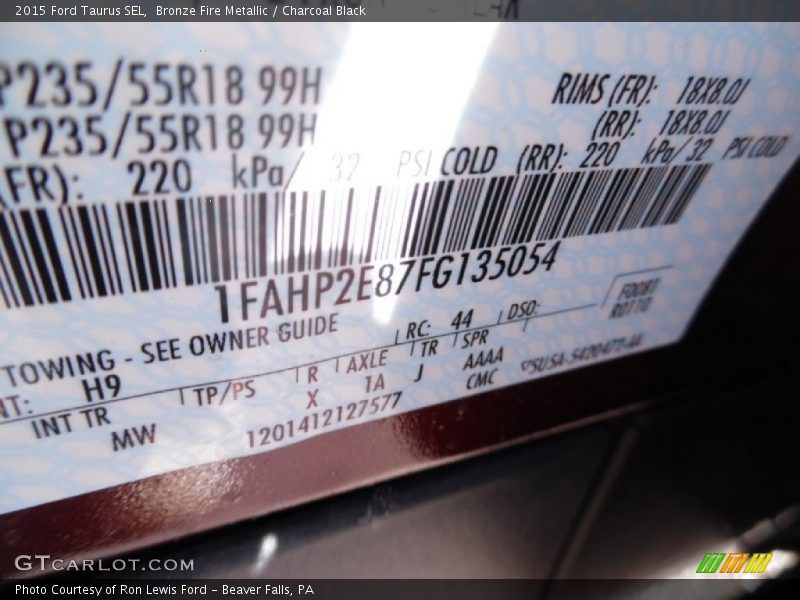 2015 Ford Taurus SEL,  Bronze Fire Metallic / Charcoal Black
P235/55R18 99H RIMS (FR): 18X8.0J
P235/55R18 99H (RR): 18X8.0J
(FR): 220 kPa/ 32 PSI COLD (RR): 220 kPa/ 32 PSI COLD
1FAHP2E87FG135054
TOWING - SEE OWNER GUIDE RC: 44 DSO: F0081
R0110
NT: H9
INT TR TP/PS R AXLE TR SPR
MW X 1A J AAAA
1201412127577 CMC
GTCARLOT.COM
Photo Courtesy of Ron Lewis Ford – Beaver Falls, PA